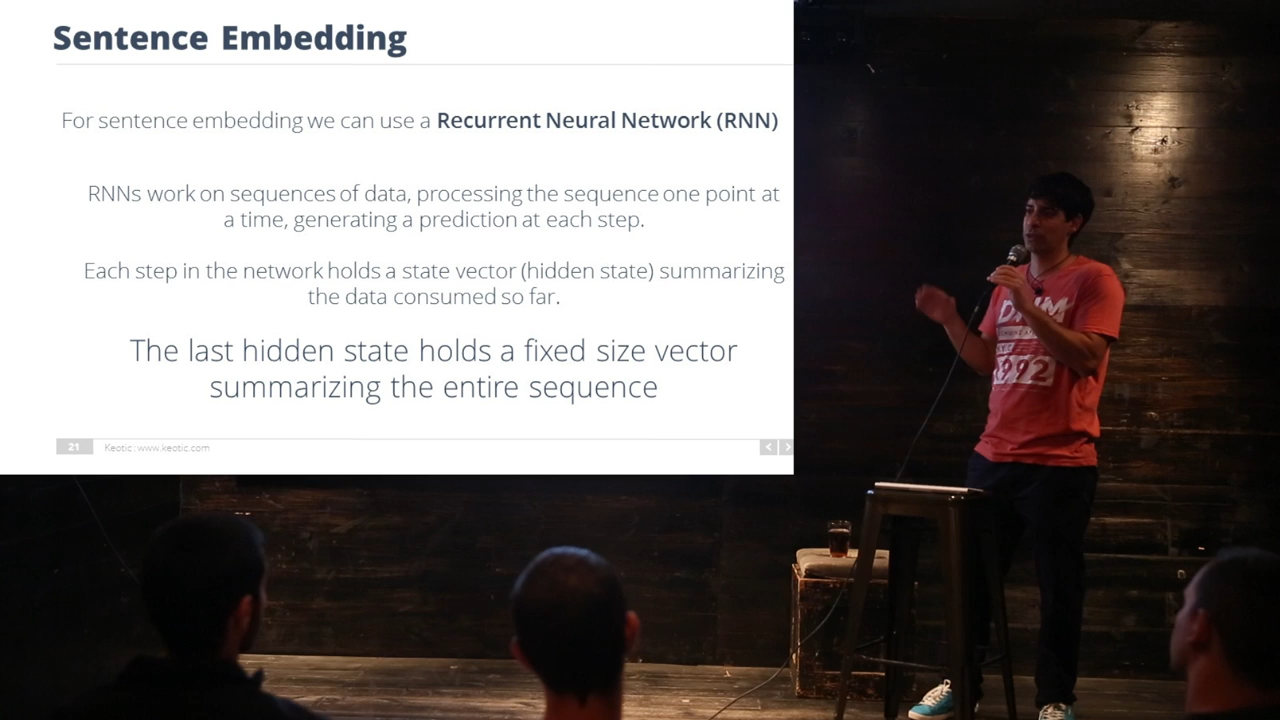 Sentence Embedding
For sentence embedding we can use a Recurrent Neural Network (RNN)
RNNs work on sequences of data, processing the sequence one point at
a time, generating a prediction at each step.
Each step in the network holds a state vector (hidden state) summarizing
the data consumed so far.
The last hidden state holds a fixed size vector
summarizing the entire sequence
21 Keotic : www.keotic.com
1992